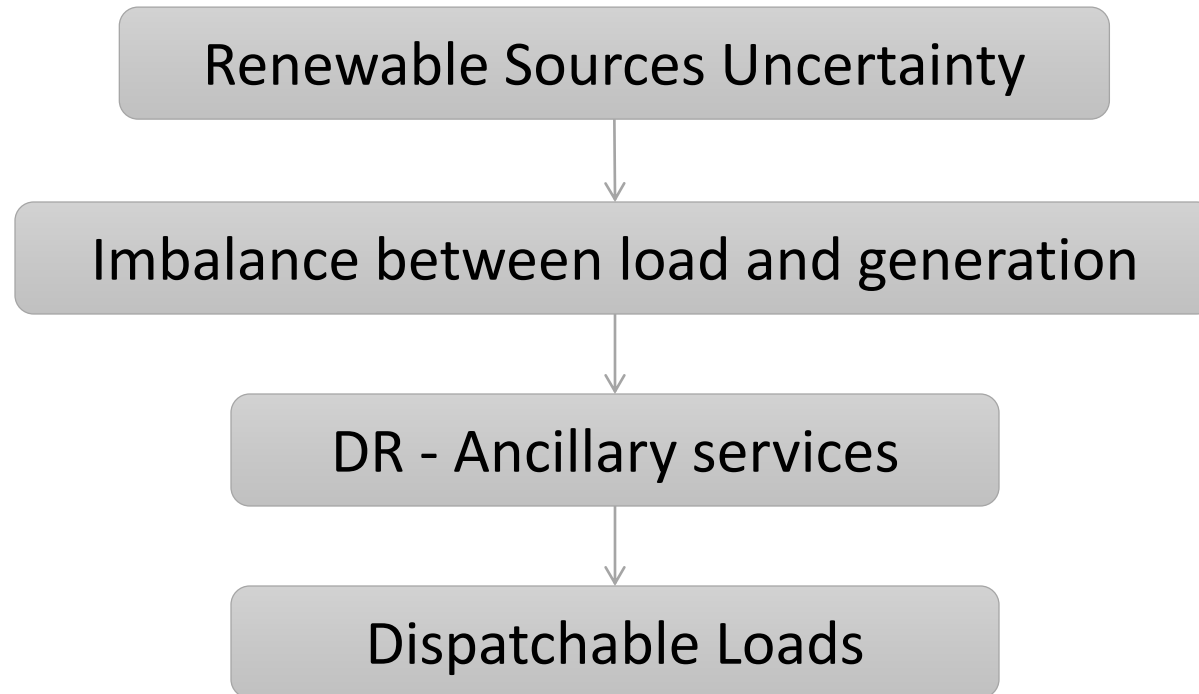 Renewable Sources Uncertainty
Imbalance between load and generation
DR - Ancillary services
Dispatchable Loads